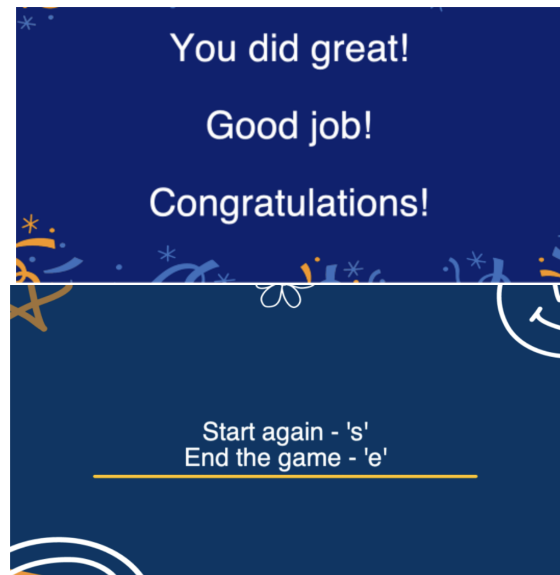 You did great!
Good job!
Congratulations!
Start again - 's'
End the game - 'e'